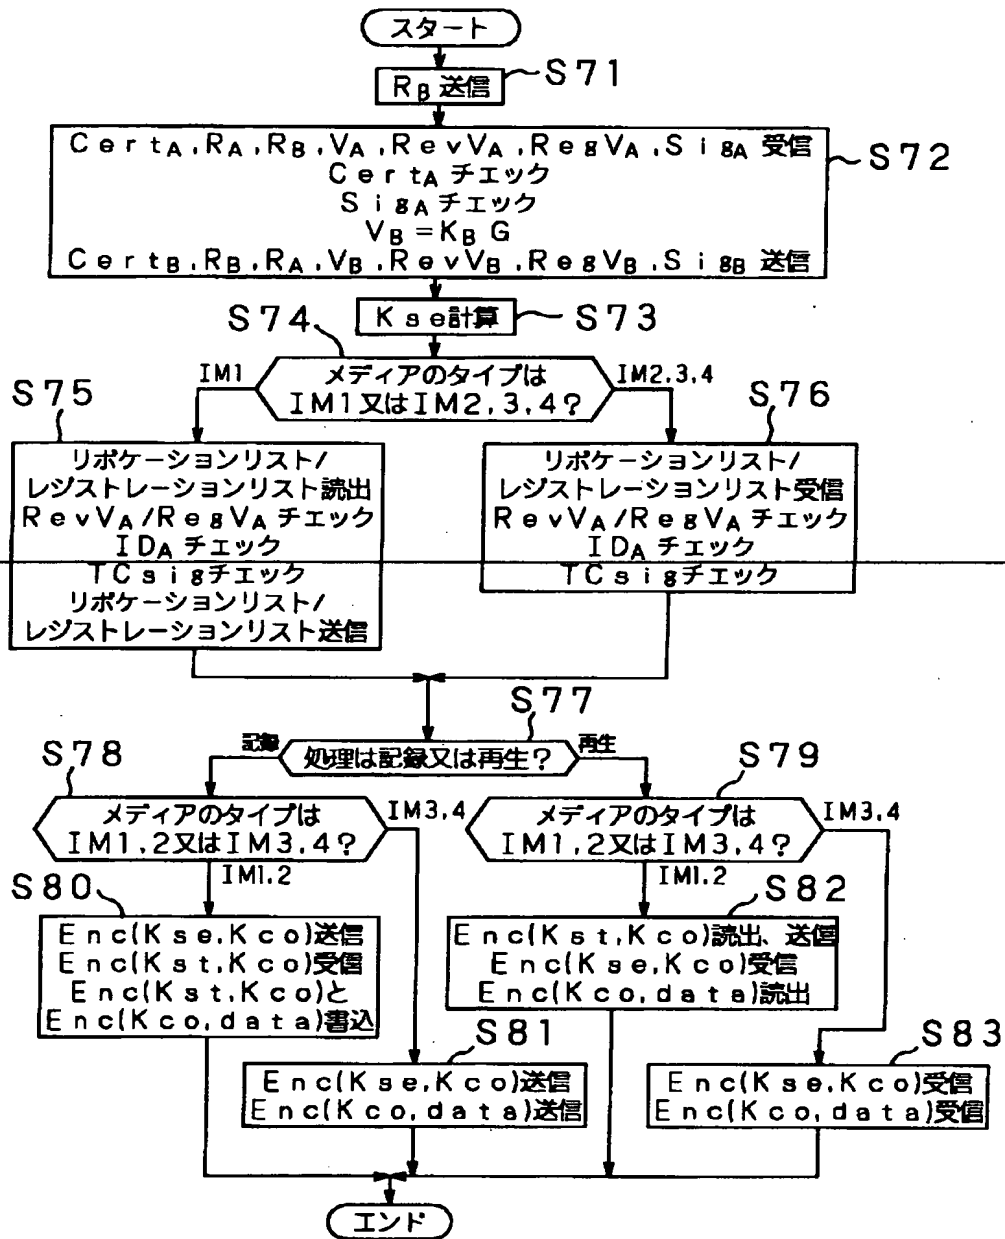 スタート
S71
RB 送信
CertA,RA,RB,VA,RevVA,RegVA,SigA 受信
S72
CertAチェック
SigAチェック
VB=KB G
CertB,RB,RA,VB,RevVB,RegVB,SigB 送信
Kse計算
S73
S74
メディアのタイプは
IM1又はIM2,3,4?
IM1
IM2,3,4
S75
リボケーションリスト/
レジストレーションリスト読出
RevVA/RegVAチェック
IDAチェック
TCsigチェック
リボケーションリスト/
レジストレーションリスト送信
S76
リボケーションリスト/
レジストレーションリスト受信
RevVA/RegVAチェック
IDAチェック
TCsigチェック
S77
処理は記録又は再生?
記録
再生
S78
メディアのタイプは
IM1,2又はIM3,4?
IM3,4
IM1,2
S79
メディアのタイプは
IM1,2又はIM3,4?
IM3,4
IM1,2
S80
Enc(Kse,Kco)送信
Enc(Kst,Kco)受信
Enc(Kst,Kco)と
Enc(Kco,data)書込
S81
Enc(Kse,Kco)送信
Enc(Kco,data)送信
S82
Enc(Kst,Kco)読出、送信
Enc(Kse,Kco)受信
Enc(Kco,data)読出
S83
Enc(Kse,Kco)受信
Enc(Kco,data)受信
エンド